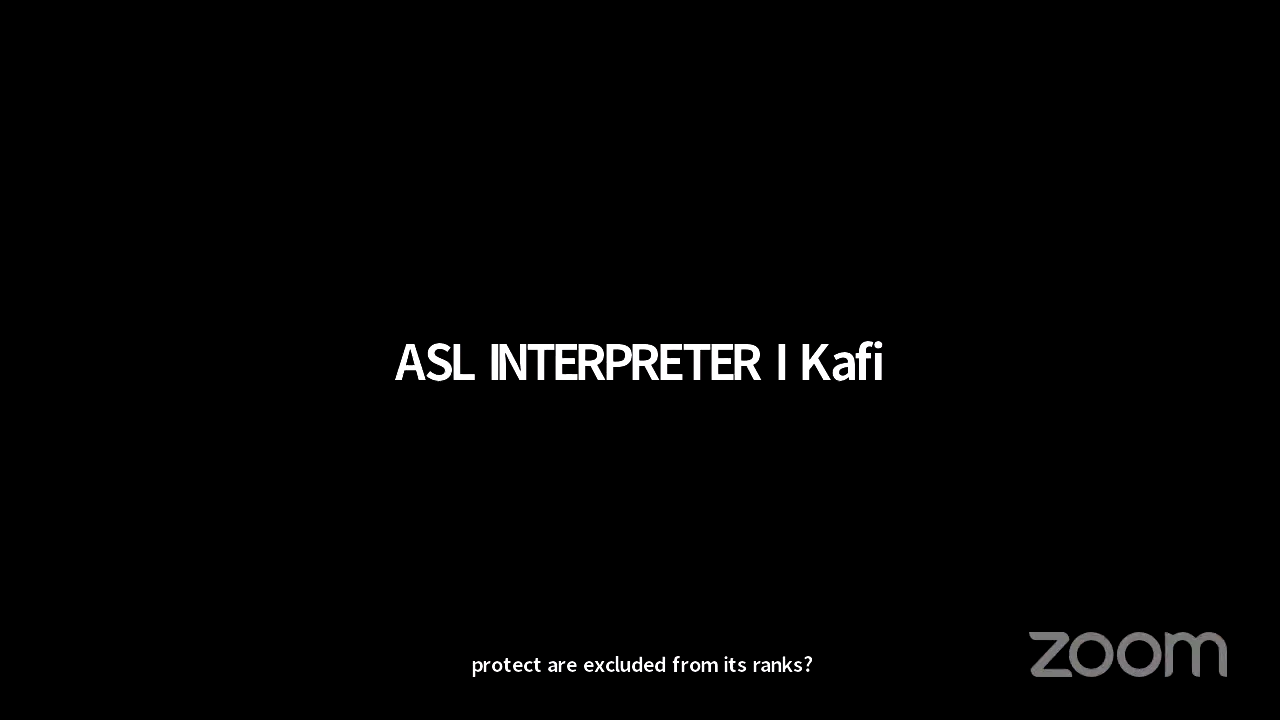 ASL INTERPRETER I Kafi
protect are excluded from its ranks?
zoom